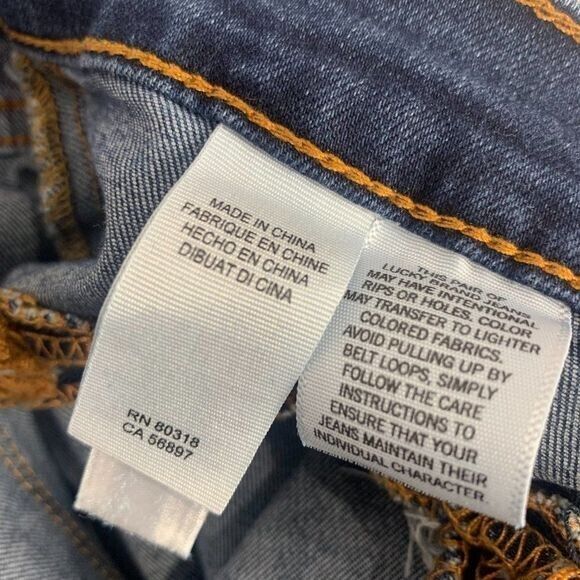 MADE IN CHINA
FABRIQUE EN CHINE
HECHO EN CHINA
DIBUAT DI CINA
RN 80318
CA 56897
THIS PAIR OF
LUCKY BRAND JEANS
MAY HAVE INTENTIONAL
RIPS OR HOLES. COLOR
MAY TRANSFER TO LIGHTER
COLORED FABRICS.
AVOID PULLING UP BY
BELT LOOPS, SIMPLY
FOLLOW THE CARE
INSTRUCTIONS TO
ENSURE THAT YOUR
JEANS MAINTAIN THEIR
INDIVIDUAL CHARACTER.